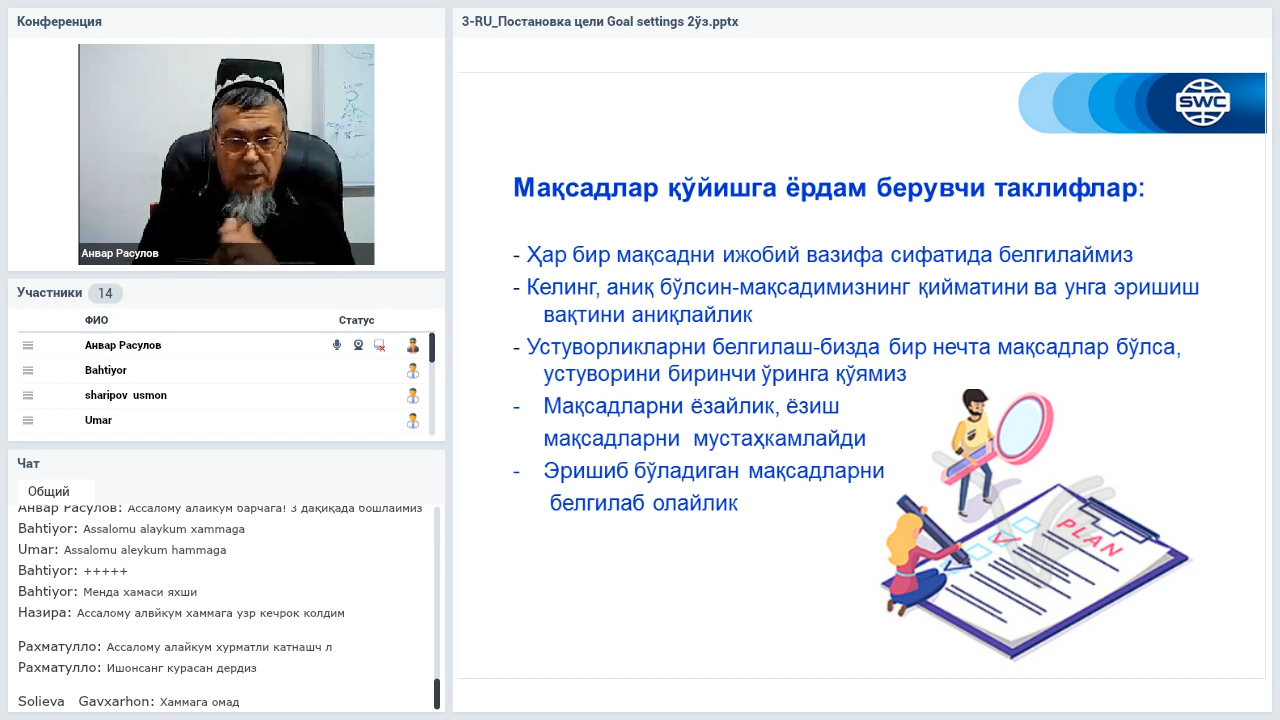 Конференция
Анвар Расулов
Участники 14
ФИО Статус
Анвар Расулов
Bahtiyor
sharipov usmon
Umar
Чат
Общий
Анвар Расулов: Ассалому алайкум барчага! 3 дақиқада бошлаймиз
Bahtiyor: Assalomu alaykum xammaga
Umar: Assalomu aleykum hammaga
Bahtiyor: +++++
Bahtiyor: Менда хамаси яхши
Назира: Ассалому алвйкум хаммага узр кечрок колдим
Рахматулло: Ассалому алайкум хурматли катнашч л
Рахматулло: Ишонсанг курасан дердиз
Solieva Gavxarhon: Хаммага омад
3-RU_Постановка цели Goal settings 2ўз.pptx
SWC
Мақсадлар қўйишга ёрдам берувчи таклифлар:
- Ҳар бир мақсадни ижобий вазифа сифатида белгилаймиз
- Келинг, аниқ бўлсин-мақсадимизнинг қийматини ва унга эришиш
вақтини аниқлайлик
- Устуворликларни белгилаш-бизда бир нечта мақсадлар бўлса,
устуворини биринчи ўринга қўямиз
- Мақсадларни ёзайлик, ёзиш
мақсадларни мустаҳкамлайди
- Эришиб бўладиган мақсадларни
белгилаб олайлик
PLAN